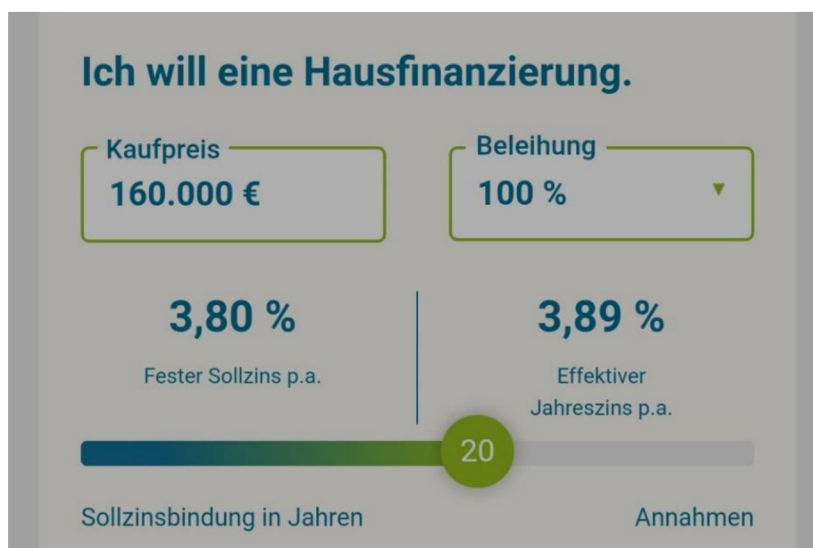 Ich will eine Hausfinanzierung.
Kaufpreis
160.000 €
Beleihung
100 %
3,80 %
Fester Sollzins p.a.
3,89 %
Effektiver
Jahreszins p.a.
20
Sollzinsbindung in Jahren
Annahmen